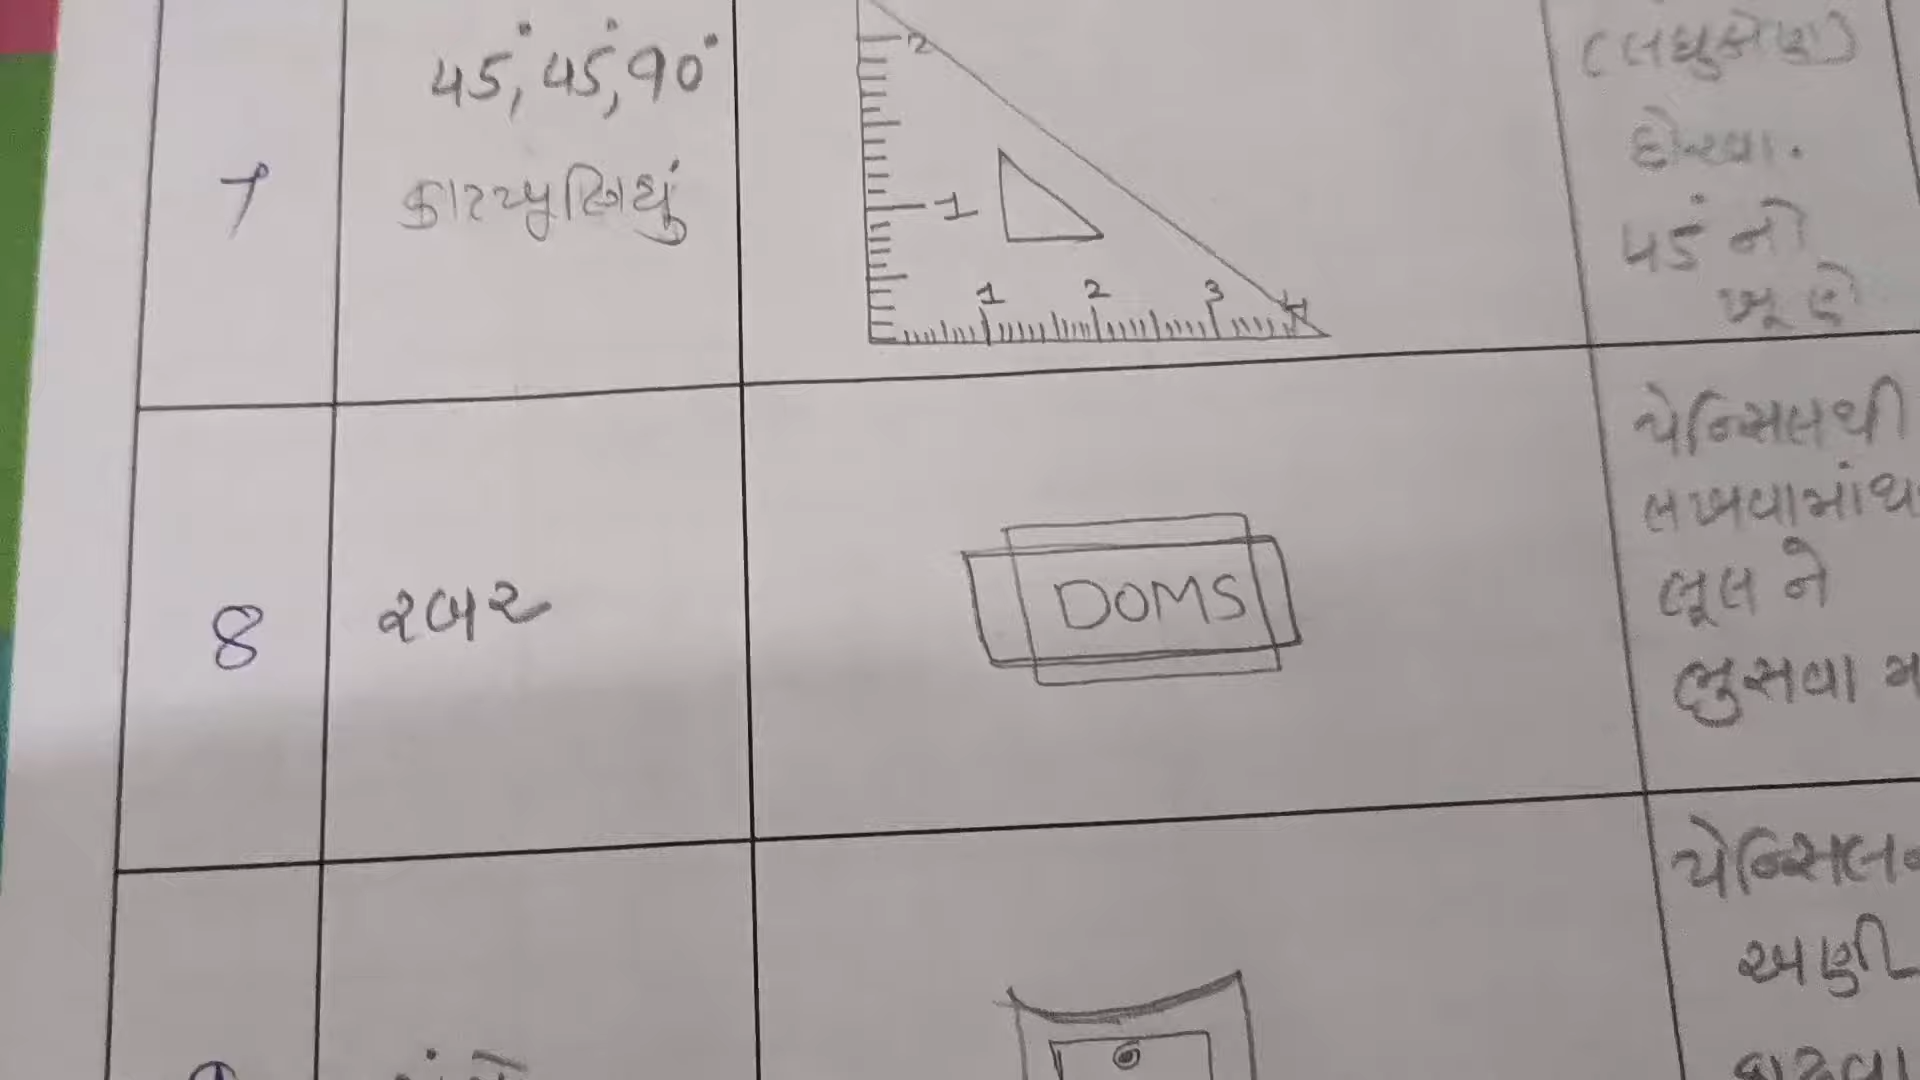 7
45°, 45°, 90°
કાટખૂણિયું
2
1
1 2 3 4
(લઘુકોણ)
દોરવા.
45° નો
ખૂણો
8
રબર
DOMS
પેન્સિલથી
લખવામાં
ભૂલ ને
ભુસવા
અણી
કાઢવા